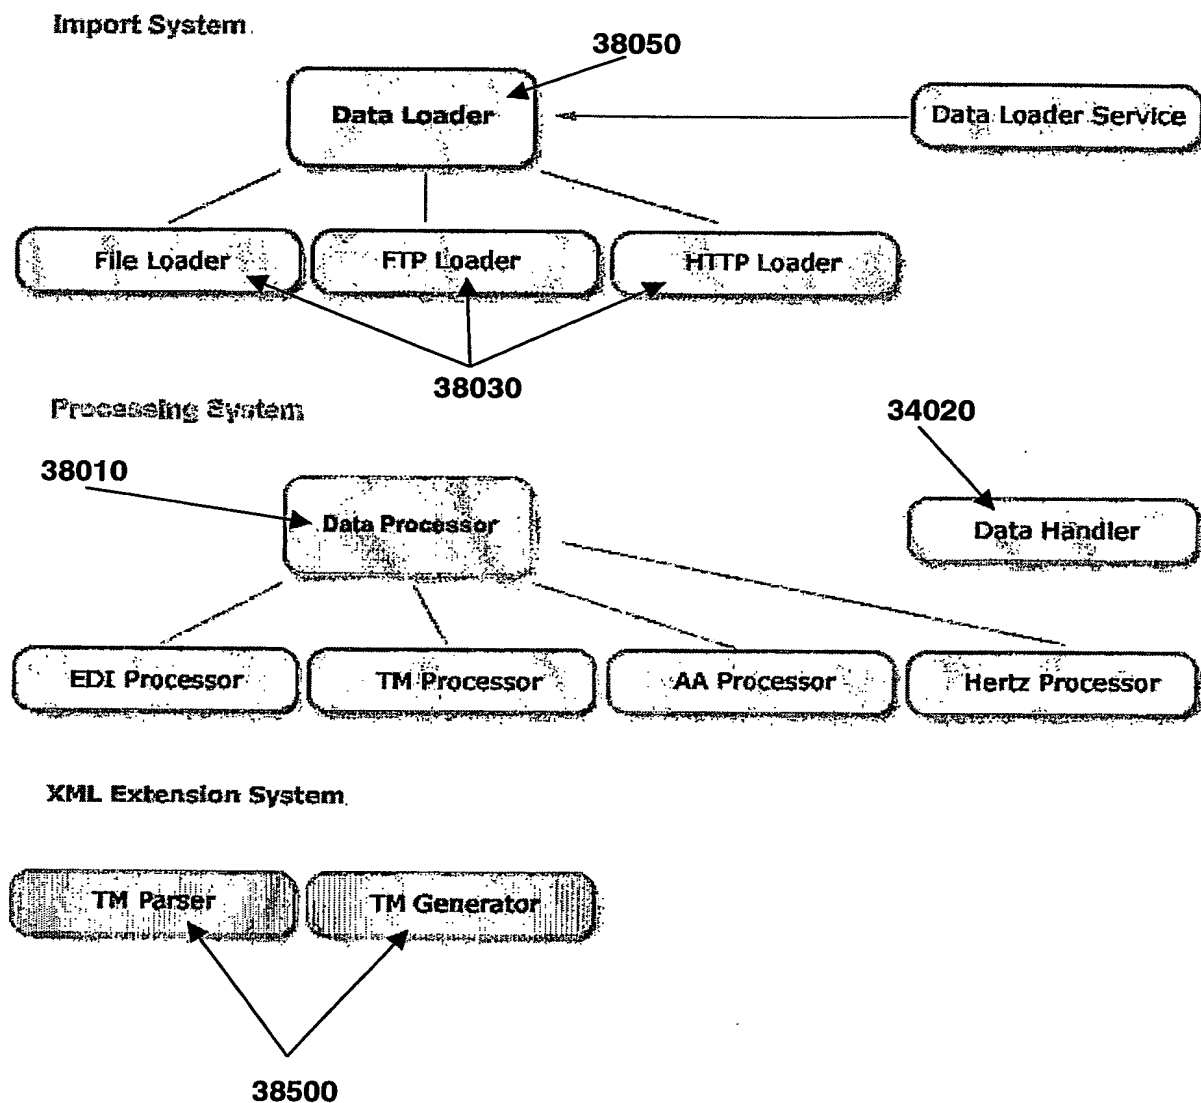 Import System
38050
Data Loader
Data Loader Service
File Loader
FTP Loader
HTTP Loader
38030
Processing System
34020
38010
Data Processor
Data Handler
EDI Processor
TM Processor
AA Processor
Hertz Processor
XML Extension System
TM Parser
TM Generator
38500